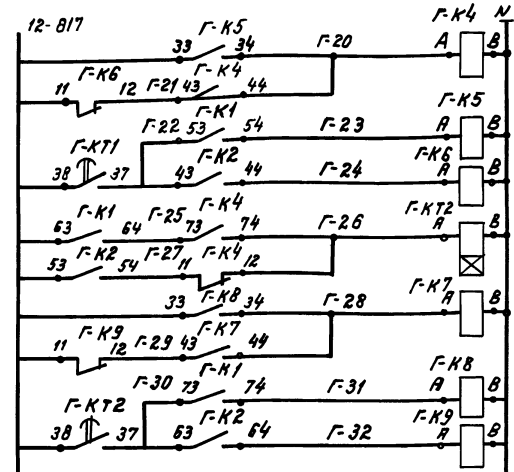 Г-К4 N
12-8/7 Г-К5
33 34 Г-20 А В
Г-К6 Г-К4
11 12 Г-21 43 44
Г-К1 Г-К5
Г-22 53 54 Г-23 А В
Г-КТ1 Г-К2 Г-К6
38 37 43 44 Г-24 А В
Г-К1 Г-К4 Г-КТ2
63 64 Г-25 73 74 Г-26 А В
Г-К2 Г-27 Г-К4
53 54 11 12
Г-К8 Г-К7
33 34 Г-28 А В
Г-К9 Г-К7
11 12 Г-29 43 44
Г-К1 Г-К8
Г-30 73 74 Г-31 А В
Г-КТ2 Г-К2 Г-К9
38 37 63 64 Г-32 А В